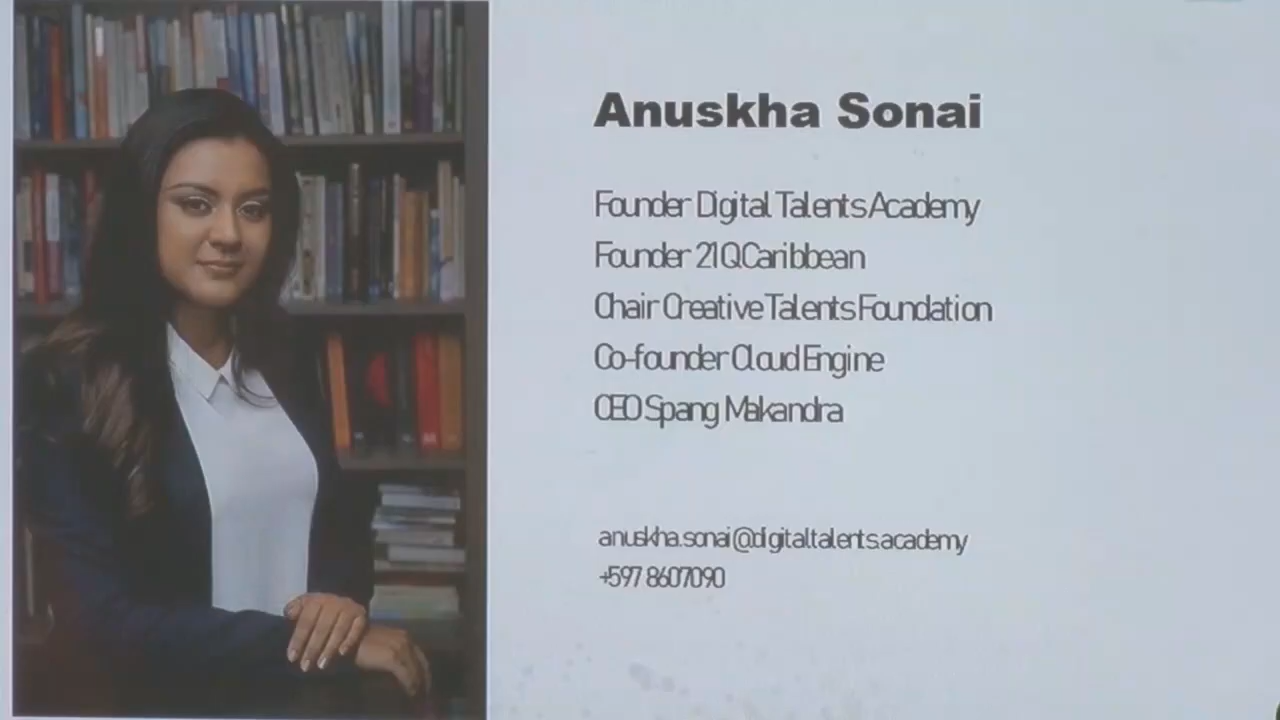 Anuskha Sonai
Founder Digital Talents Academy
Founder 21Q Caribbean
Chair Creative Talents Foundation
Co-founder Cloud Engine
CEO Spang Makandra
anuskha.sonai@digitaltalents.academy
+597 8607090